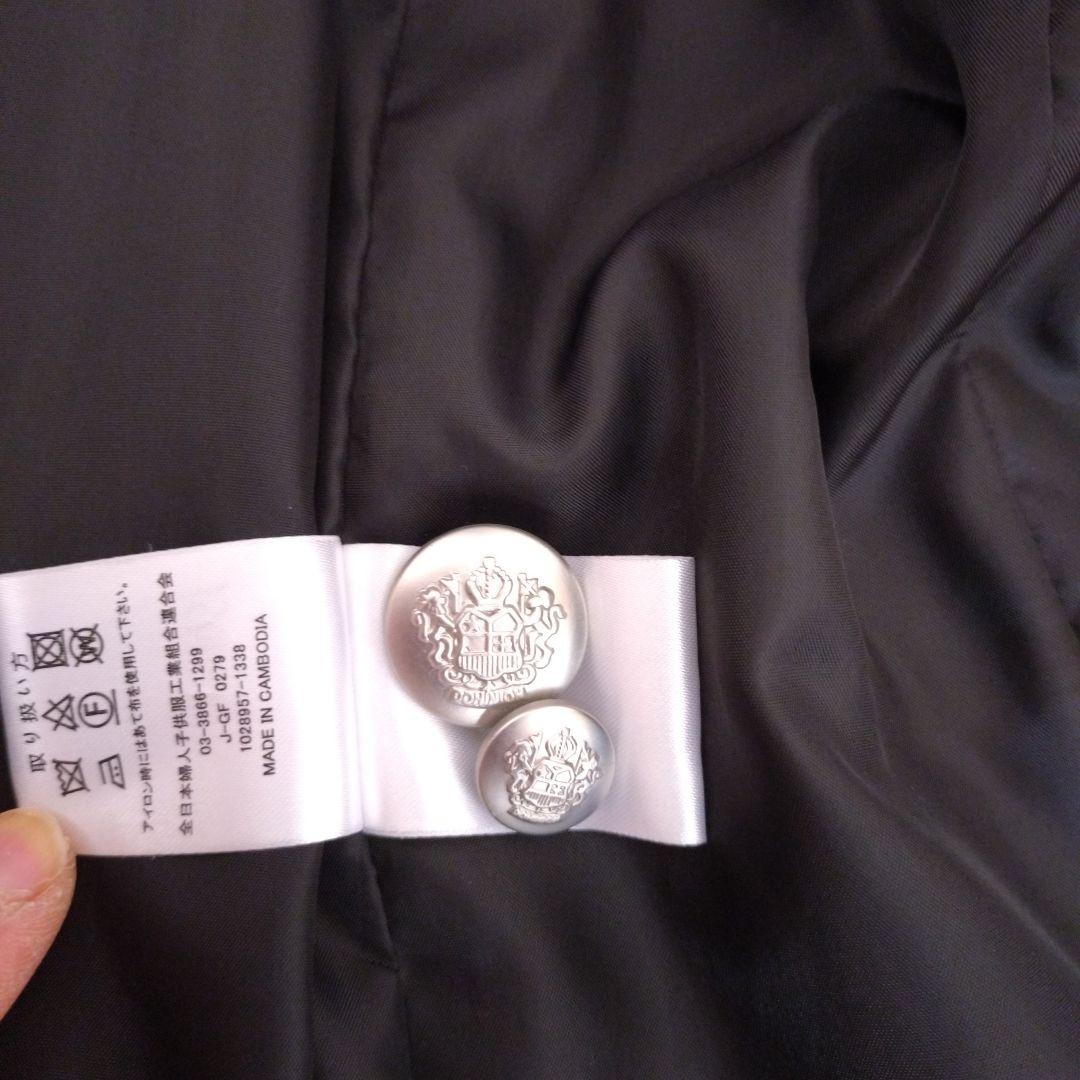 取り扱い方
F
W
アイロン時にはあて布を使用して下さい。
全日本婦人子供服工業組合連合会
03-3866-1299
J-GF 0279
1028957-1338
MADE IN CAMBODIA